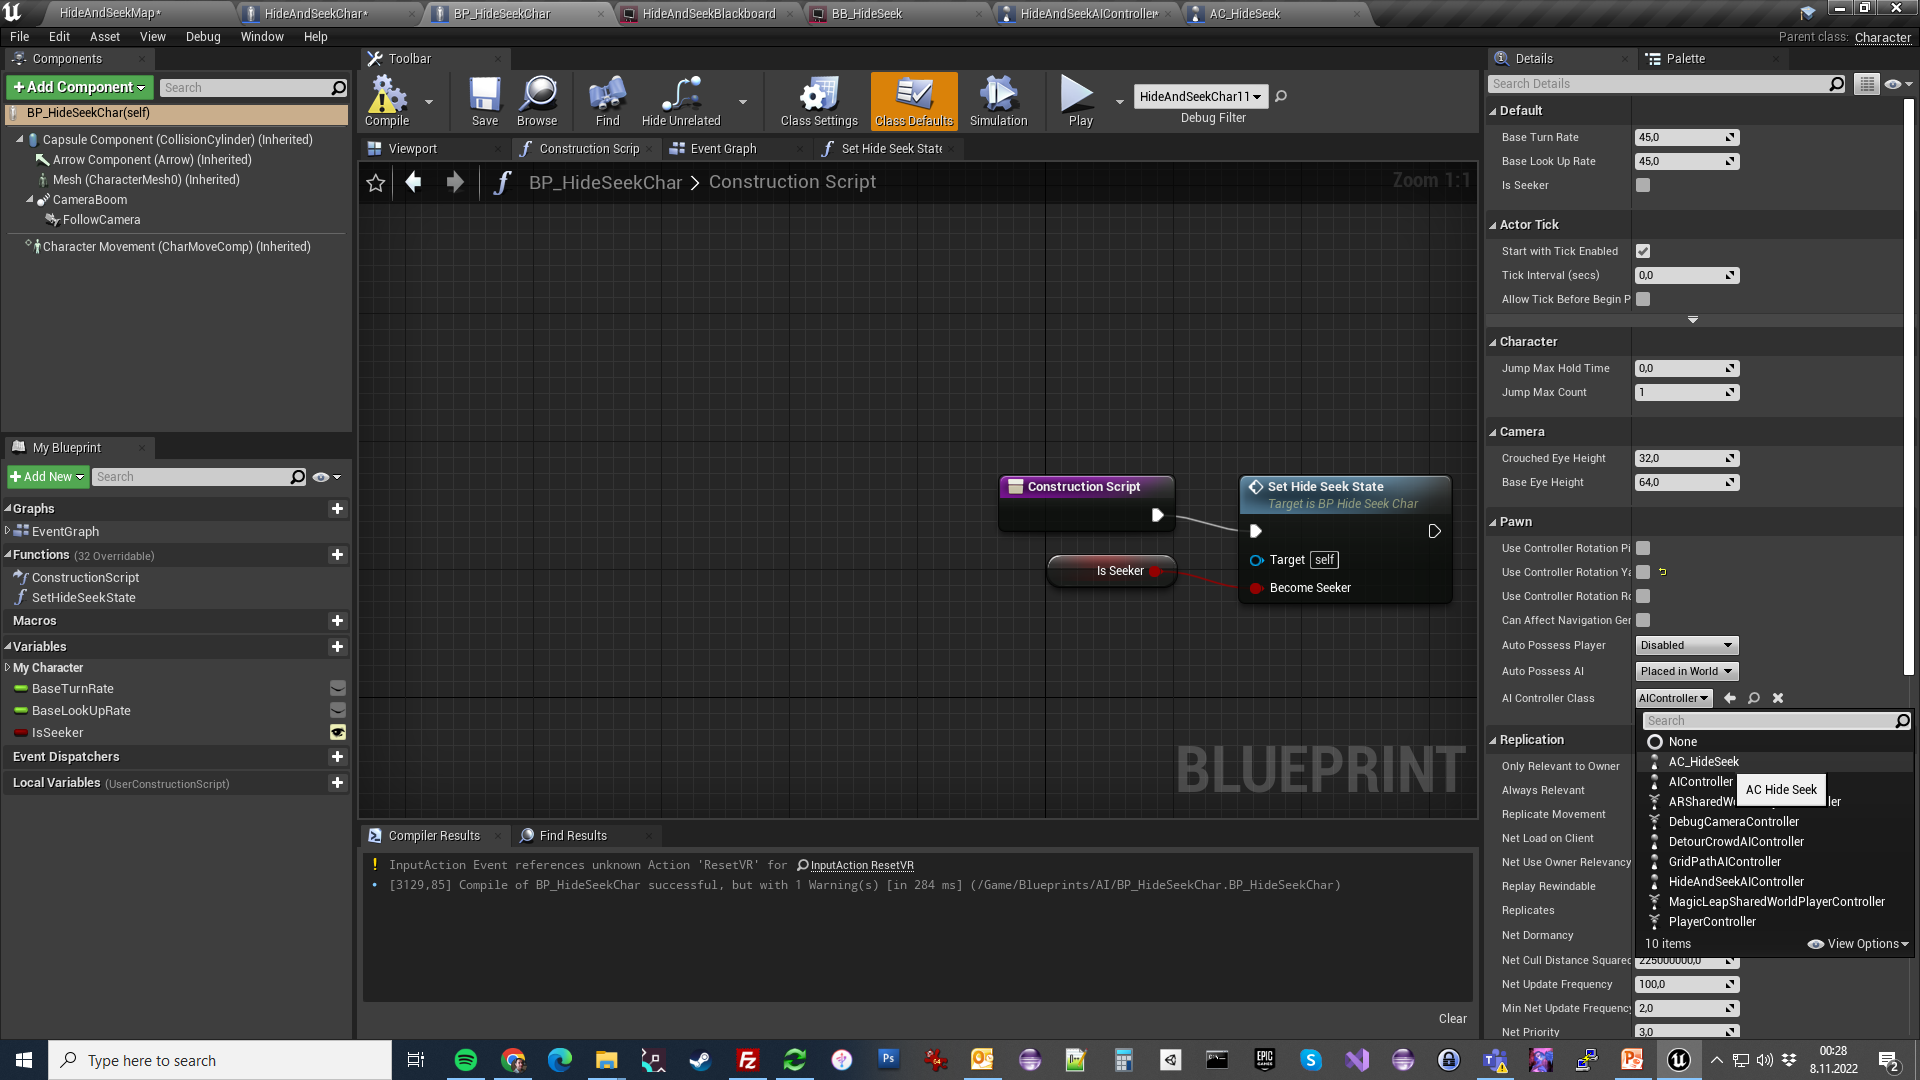 HideAndSeekMap*
HideAndSeekChar*
BP_HideSeekChar
HideAndSeekBlackboard
BB_HideSeek
HideAndSeekAIController*
AC_HideSeek
File Edit Asset View Debug Window Help
Parent class: Character
Components
+ Add Component
Search
BP_HideSeekChar(self)
Capsule Component (CollisionCylinder) (Inherited)
Arrow Component (Arrow) (Inherited)
Mesh (CharacterMesh0) (Inherited)
CameraBoom
FollowCamera
Character Movement (CharMoveComp) (Inherited)
My Blueprint
+ Add New
Search
Graphs
EventGraph
Functions (32 Overridable)
ConstructionScript
SetHideSeekState
Macros
Variables
My Character
BaseTurnRate
BaseLookUpRate
IsSeeker
Event Dispatchers
Local Variables (UserConstructionScript)
Toolbar
Compile
Save
Browse
Find
Hide Unrelated
Class Settings
Class Defaults
Simulation
Play
HideAndSeekChar11
Debug Filter
Viewport
Construction Scrip
Event Graph
Set Hide Seek State
BP_HideSeekChar > Construction Script
Zoom 1:1
Construction Script
Set Hide Seek State
Target is BP Hide Seek Char
Target self
Is Seeker
Become Seeker
BLUEPRINT
Compiler Results
Find Results
InputAction Event references unknown Action 'ResetVR' for InputAction ResetVR
[3129,85] Compile of BP_HideSeekChar successful, but with 1 Warning(s) [in 284 ms] (/Game/Blueprints/AI/BP_HideSeekChar.BP_HideSeekChar)
Clear
Details
Palette
Search Details
Default
Base Turn Rate 45,0
Base Look Up Rate 45,0
Is Seeker
Actor Tick
Start with Tick Enabled
Tick Interval (secs) 0,0
Allow Tick Before Begin P
Character
Jump Max Hold Time 0,0
Jump Max Count 1
Camera
Crouched Eye Height 32,0
Base Eye Height 64,0
Pawn
Use Controller Rotation Pi
Use Controller Rotation Ya
Use Controller Rotation Ro
Can Affect Navigation Ger
Auto Possess Player Disabled
Auto Possess AI Placed in World
AI Controller Class AIController
Search
None
AC_HideSeek
AIController
AC Hide Seek
DebugCameraController
DetourCrowdAIController
GridPathAIController
HideAndSeekAIController
MagicLeapSharedWorldPlayerController
PlayerController
10 items
View Options
Replication
Only Relevant to Owner
Always Relevant
Replicate Movement
Net Load on Client
Net Use Owner Relevancy
Replay Rewindable
Replicates
Net Dormancy
Net Cull Distance Squared 225000000,0
Net Update Frequency 100,0
Min Net Update Frequency 2,0
Net Priority 3,0
Type here to search
00:28
8.11.2022
2